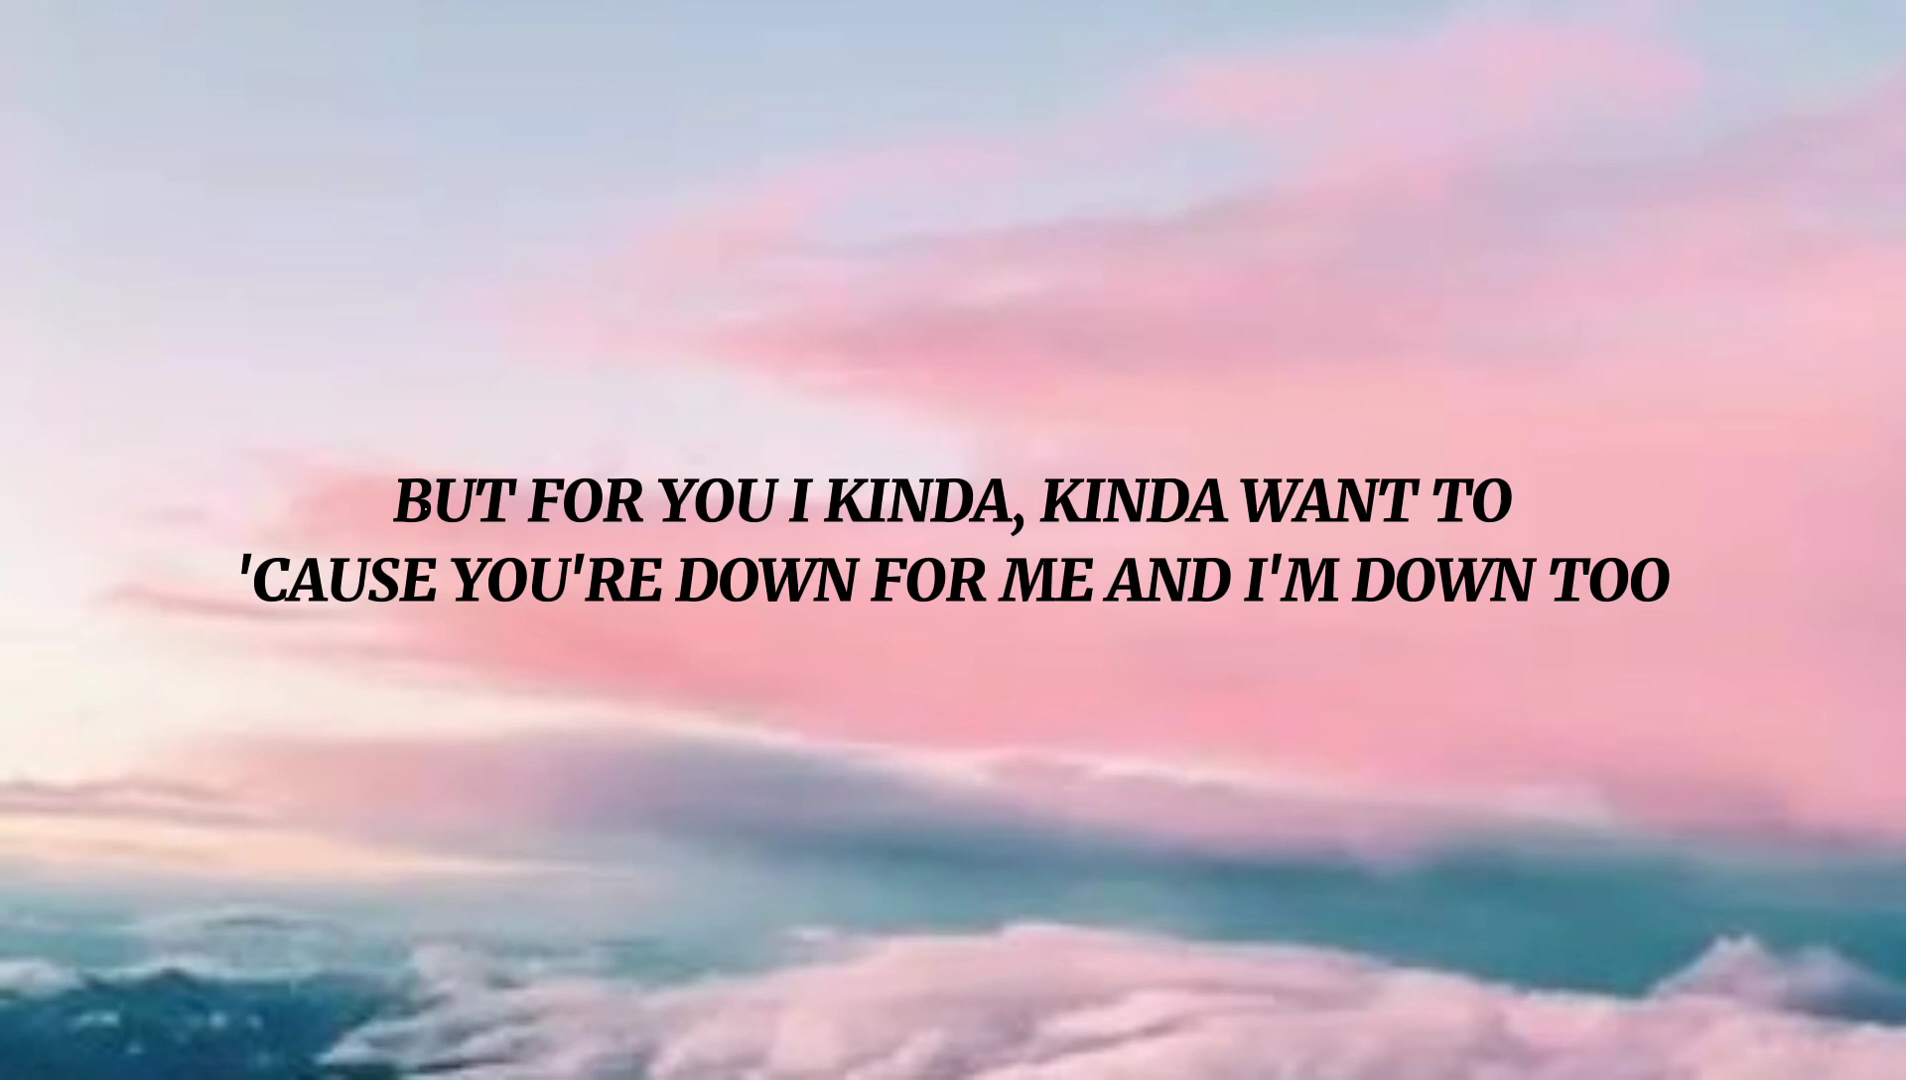 BUT FOR YOU I KINDA, KINDA WANT TO
'CAUSE YOU'RE DOWN FOR ME AND I'M DOWN TOO